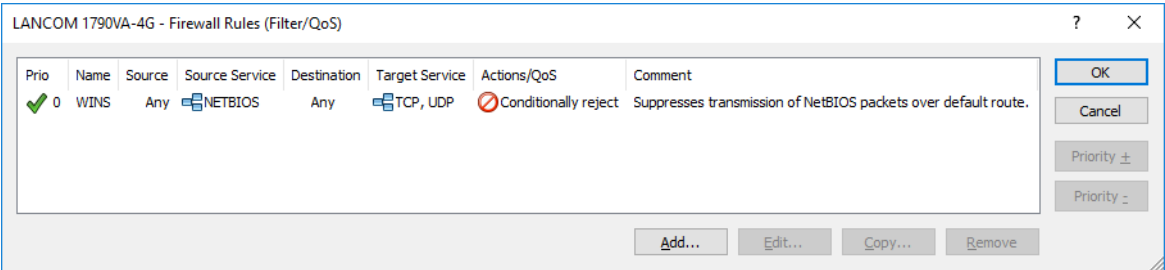 LANCOM 1790VA-4G - Firewall Rules (Filter/QoS)
Prio Name Source Source Service Destination Target Service Actions/QoS Comment
0 WINS Any NETBIOS Any TCP, UDP Conditionally reject Suppresses transmission of NetBIOS packets over default route.
OK
Cancel
Priority +
Priority -
Add... Edit... Copy... Remove